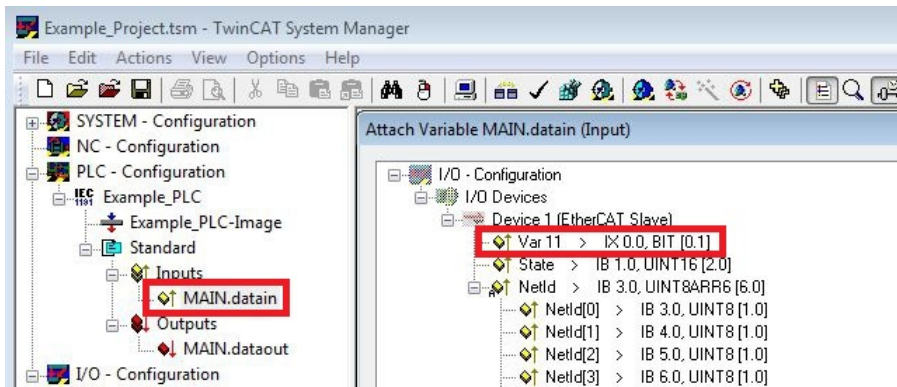 Example_Project.tsm - TwinCAT System Manager
File Edit Actions View Options Help
SYSTEM - Configuration
NC - Configuration
PLC - Configuration
IEC 1131 Example_PLC
Example_PLC-Image
Standard
Inputs
MAIN.datain
Outputs
MAIN.dataout
I/O - Configuration
Attach Variable MAIN.datain (Input)
I/O - Configuration
I/O Devices
Device 1 (EtherCAT Slave)
Var 11 > IX 0.0, BIT [0.1]
State > IB 1.0, UINT16 [2.0]
NetId > IB 3.0, UINT8ARR6 [6.0]
NetId[0] > IB 3.0, UINT8 [1.0]
NetId[1] > IB 4.0, UINT8 [1.0]
NetId[2] > IB 5.0, UINT8 [1.0]
NetId[3] > IB 6.0, UINT8 [1.0]